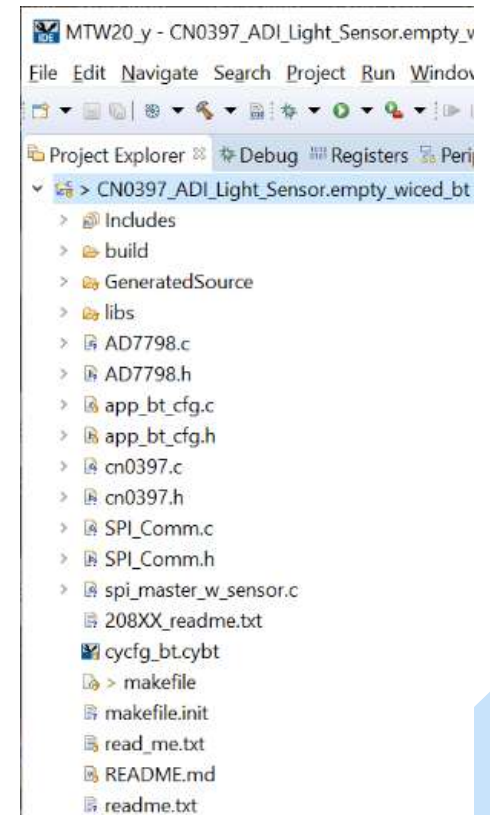 MTW20_y - CN0397_ADI_Light_Sensor.empty_w
File Edit Navigate Search Project Run Window
Project Explorer Debug Registers Peri
> CN0397_ADI_Light_Sensor.empty_wiced_bt
Includes
build
GeneratedSource
libs
AD7798.c
AD7798.h
app_bt_cfg.c
app_bt_cfg.h
cn0397.c
cn0397.h
SPI_Comm.c
SPI_Comm.h
spi_master_w_sensor.c
208XX_readme.txt
cycfg_bt.cybt
> makefile
makefile.init
read_me.txt
README.md
readme.txt